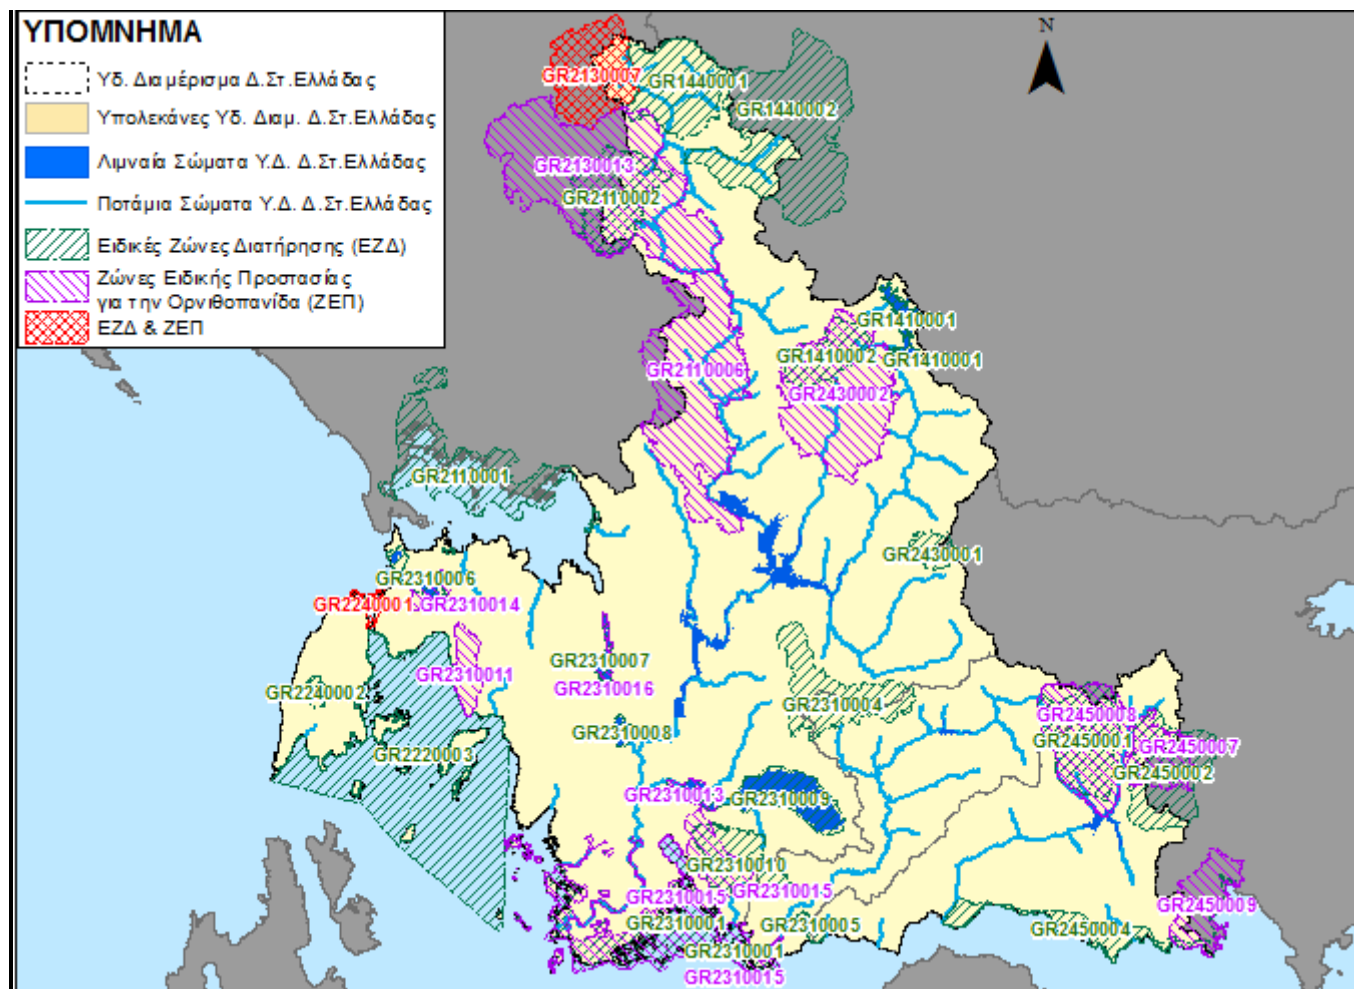 ΥΠΟΜΝΗΜΑ
Υδ. Διαμέρισμα Δ.Στ.Ελλάδας
Υπολεκάνες Υδ. Διαμ. Δ.Στ.Ελλάδας
Λιμναία Σώματα Υ.Δ. Δ.Στ.Ελλάδας
Ποτάμια Σώματα Υ.Δ. Δ.Στ.Ελλάδας
Ειδικές Ζώνες Διατήρησης (ΕΖΔ)
Ζώνες Ειδικής Προστασίας
για την Ορνιθοπανίδα (ΖΕΠ)
ΕΖΔ & ΖΕΠ
N
GR2130007
GR1440001
GR1440002
GR2130013
GR2110002
GR1410001
GR1410002
GR1410001
GR2110006
GR2430002
GR2110001
GR2430001
GR2310006
GR2240001
GR2310014
GR2310007
GR2310011
GR2310016
GR2240002
GR2310004
GR2450008
GR2310008
GR2450001
GR2450007
GR2220003
GR2450002
GR2310013
GR2310009
GR2310010
GR2310015
GR2310015
GR2450009
GR2310001
GR2310005
GR2450004
GR2310001
GR2310015